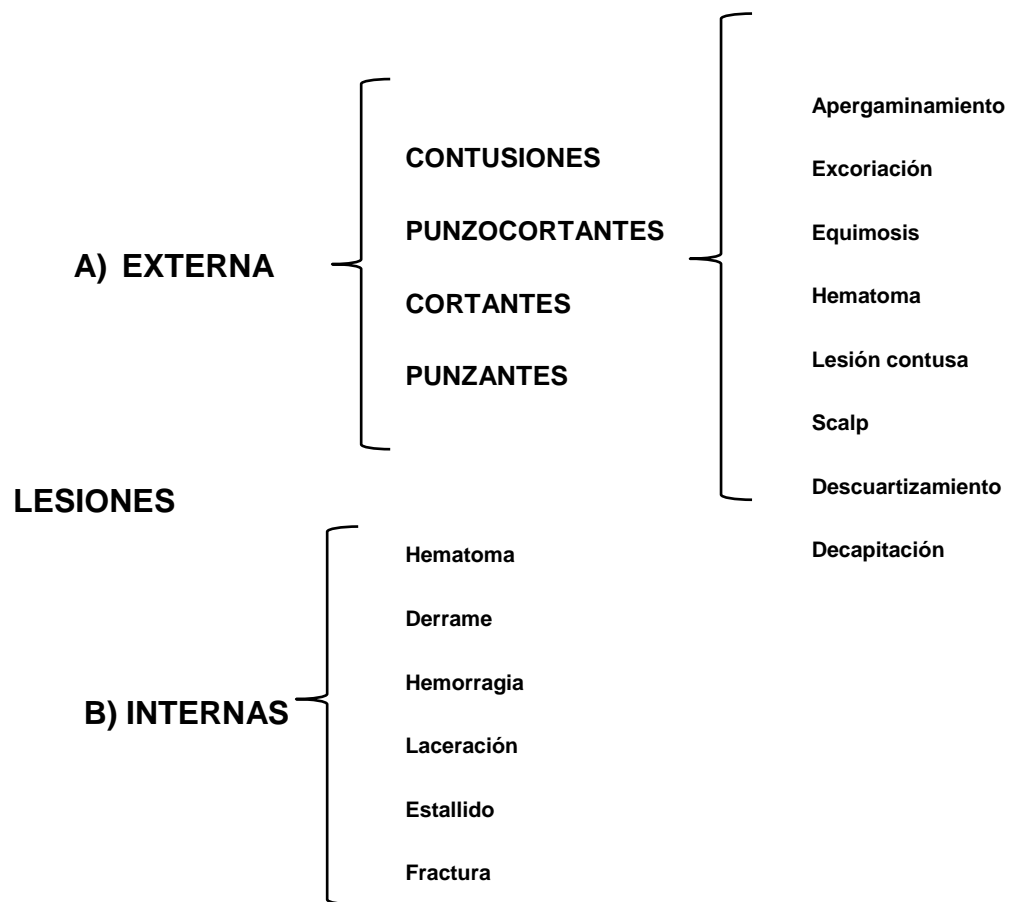 LESIONES
A) EXTERNA
CONTUSIONES
PUNZOCORTANTES
CORTANTES
PUNZANTES
Apergaminamiento
Excoriación
Equimosis
Hematoma
Lesión contusa
Scalp
Descuartizamiento
Decapitación
B) INTERNAS
Hematoma
Derrame
Hemorragia
Laceración
Estallido
Fractura